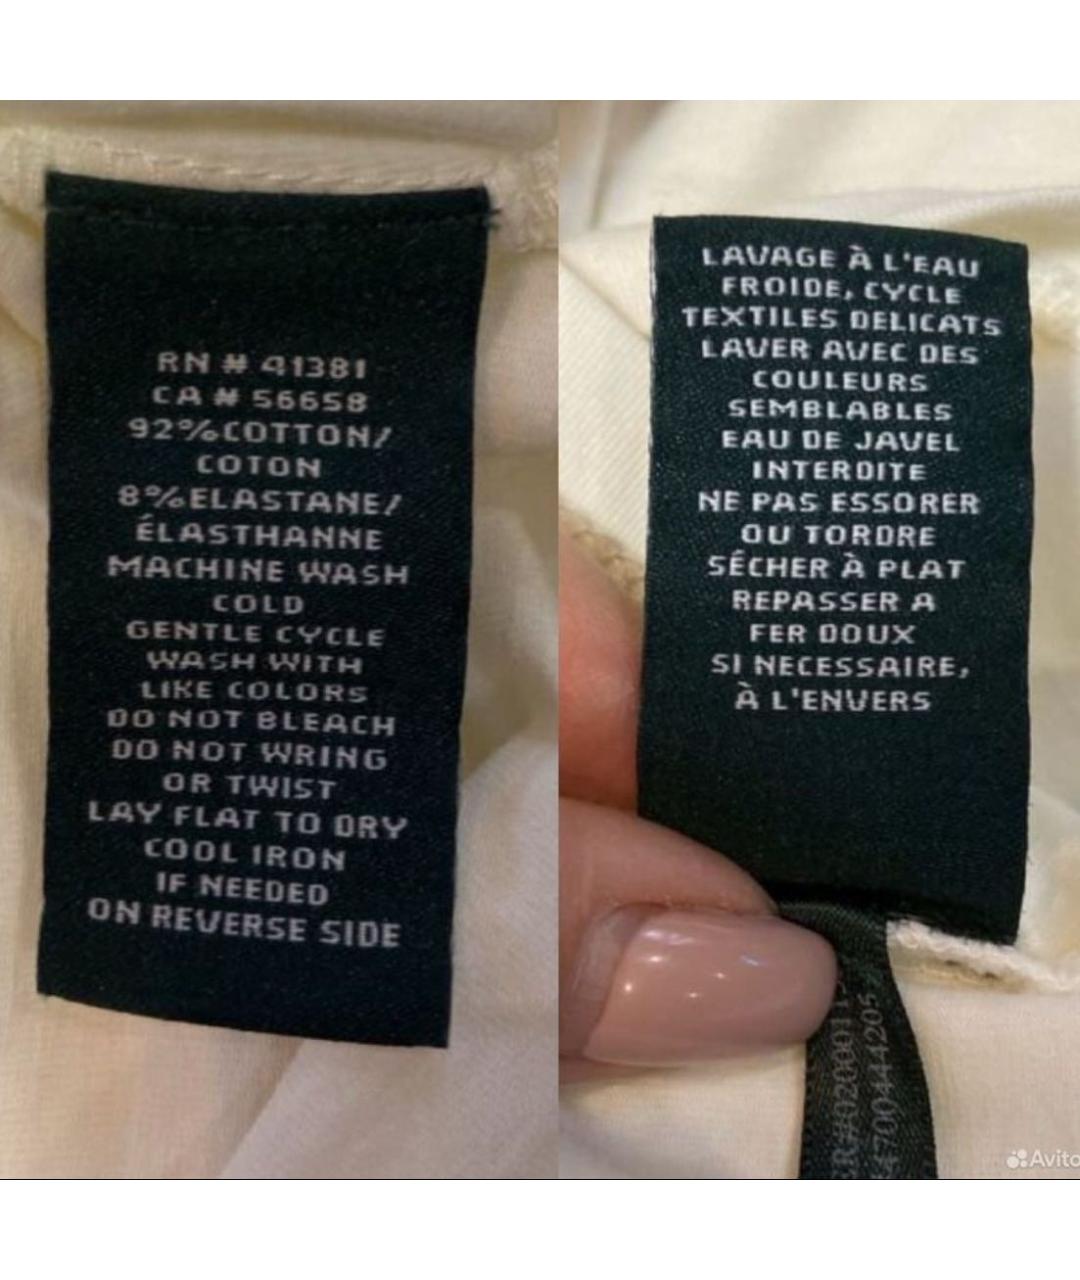 RN # 41381
CA # 56658
92%COTTON/
COTON
8%ELASTANE/
ÉLASTHANNE
MACHINE WASH
COLD
GENTLE CYCLE
WASH WITH
LIKE COLORS
DO NOT BLEACH
DO NOT WRING
OR TWIST
LAY FLAT TO DRY
COOL IRON
IF NEEDED
ON REVERSE SIDE
LAVAGE À L'EAU
FROIDE, CYCLE
TEXTILES DELICATS
LAVER AVEC DES
COULEURS
SEMBLABLES
EAU DE JAVEL
INTERDITE
NE PAS ESSORER
OU TORDRE
SÉCHER À PLAT
REPASSER A
FER DOUX
SI NECESSAIRE,
À L'ENVERS
Avito